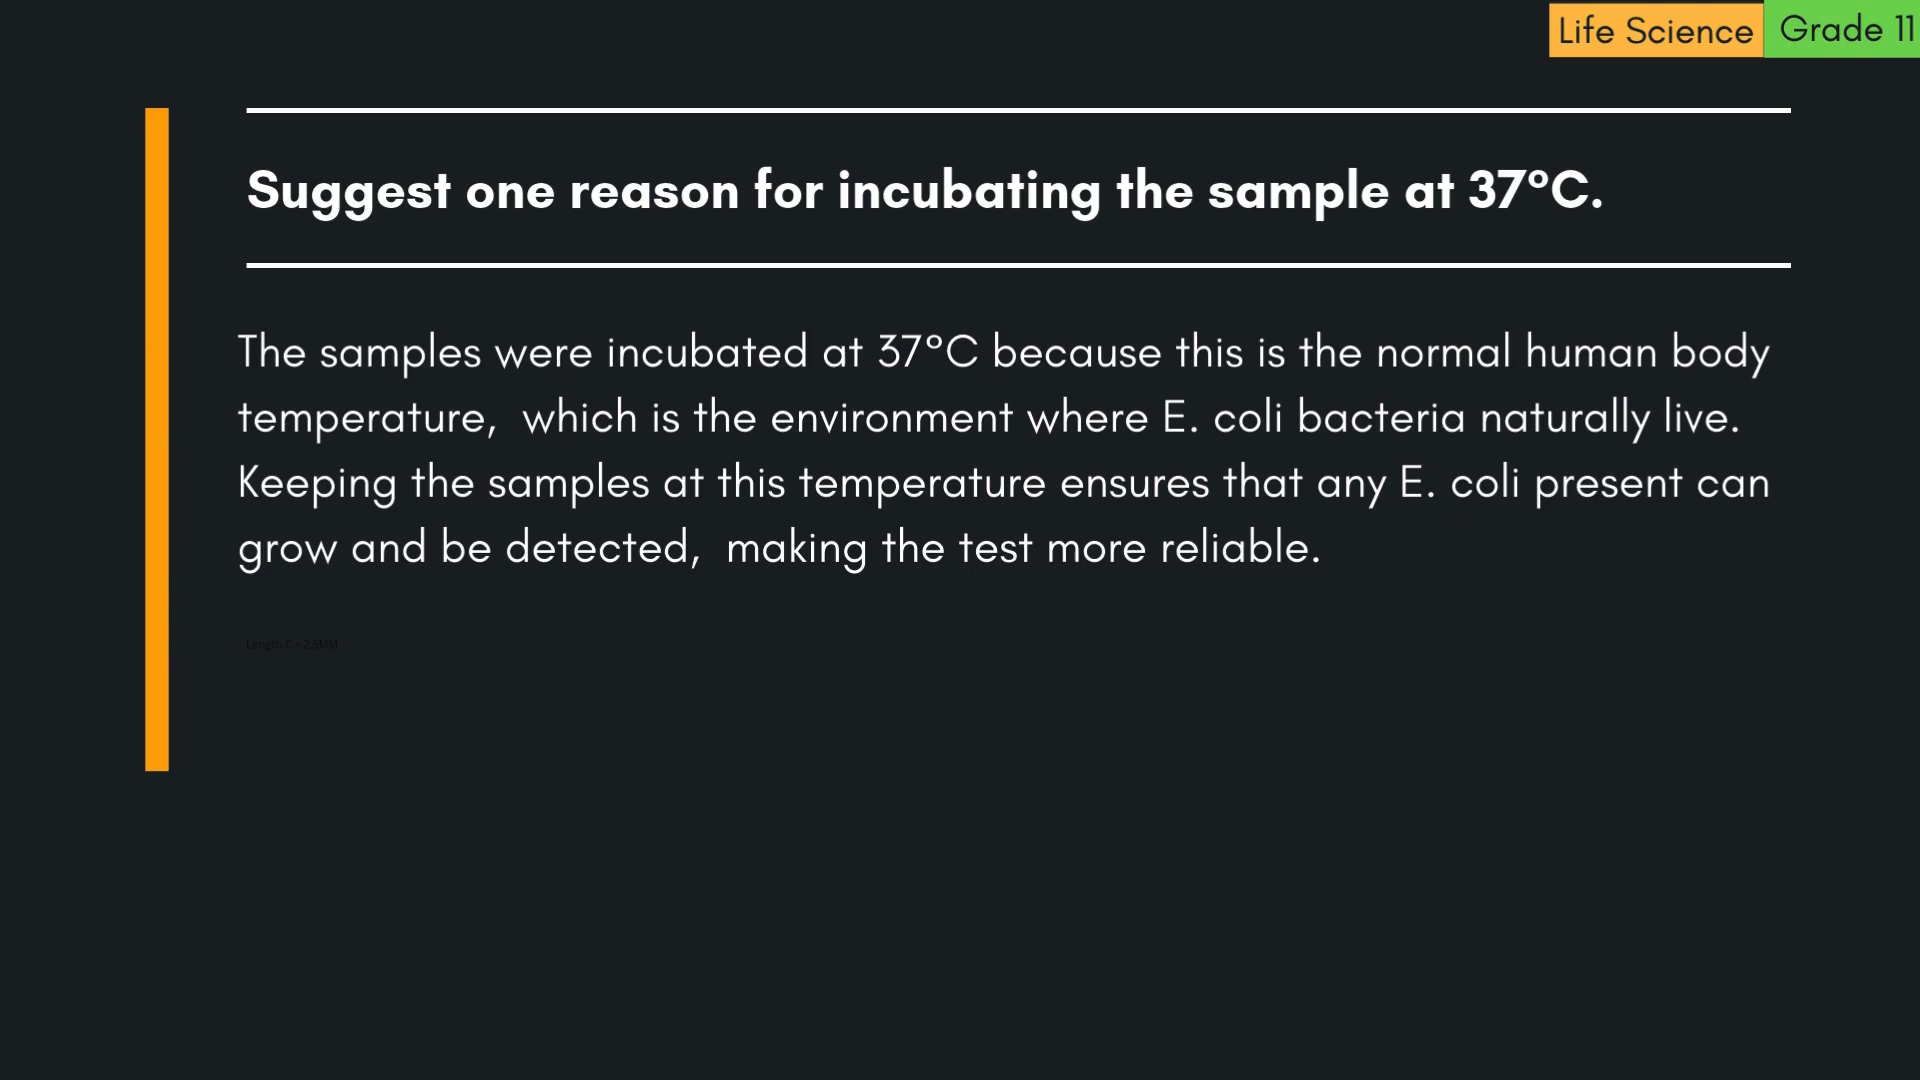 Life Science Grade 11
Suggest one reason for incubating the sample at 37°C.
The samples were incubated at 37°C because this is the normal human body
temperature, which is the environment where E. coli bacteria naturally live.
Keeping the samples at this temperature ensures that any E. coli present can
grow and be detected, making the test more reliable.
Length C = 2.5MM